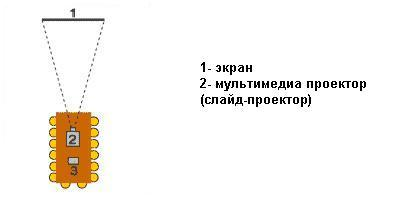 1
1- экран
2- мультимедиа проектор
(слайд-проектор)
2
3